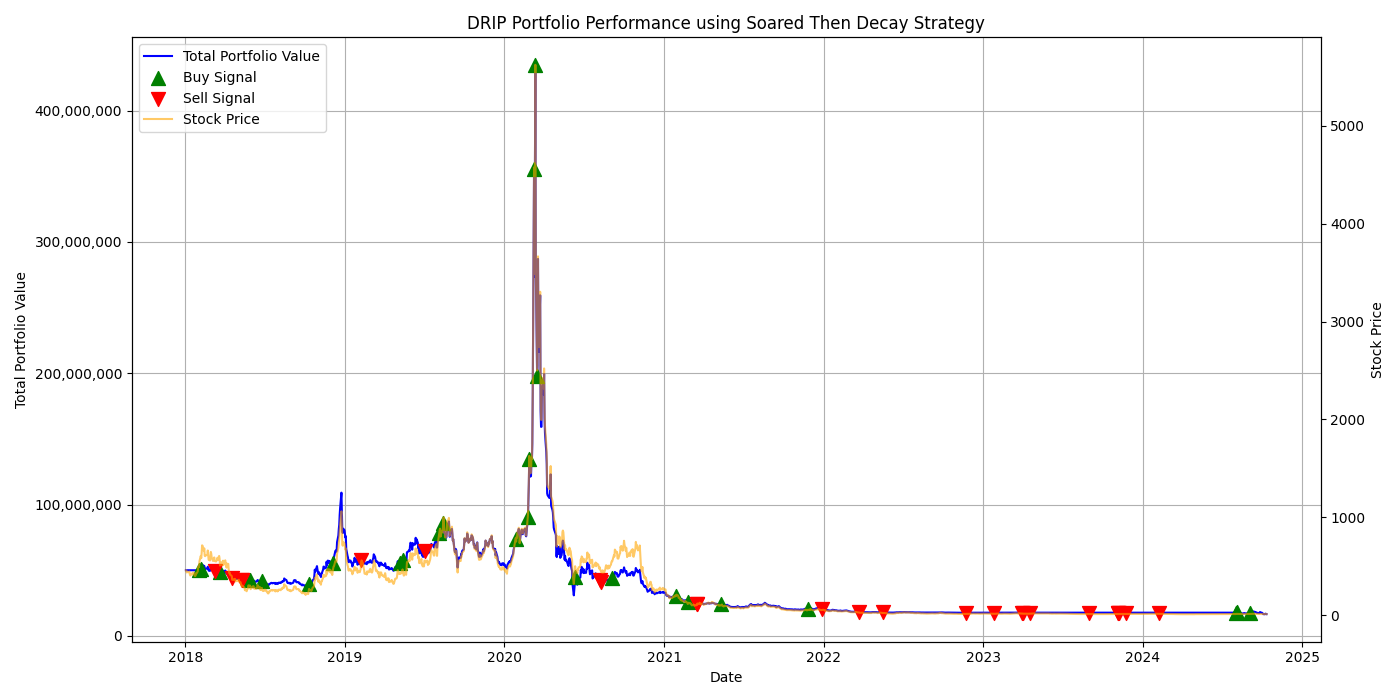 DRIP Portfolio Performance using Soared Then Decay Strategy
Total Portfolio Value
Buy Signal
Sell Signal
Stock Price
400,000,000
300,000,000
200,000,000
100,000,000
0
Total Portfolio Value
5000
4000
3000
2000
1000
0
Stock Price
2018
2019
2020
2021
2022
2023
2024
2025
Date